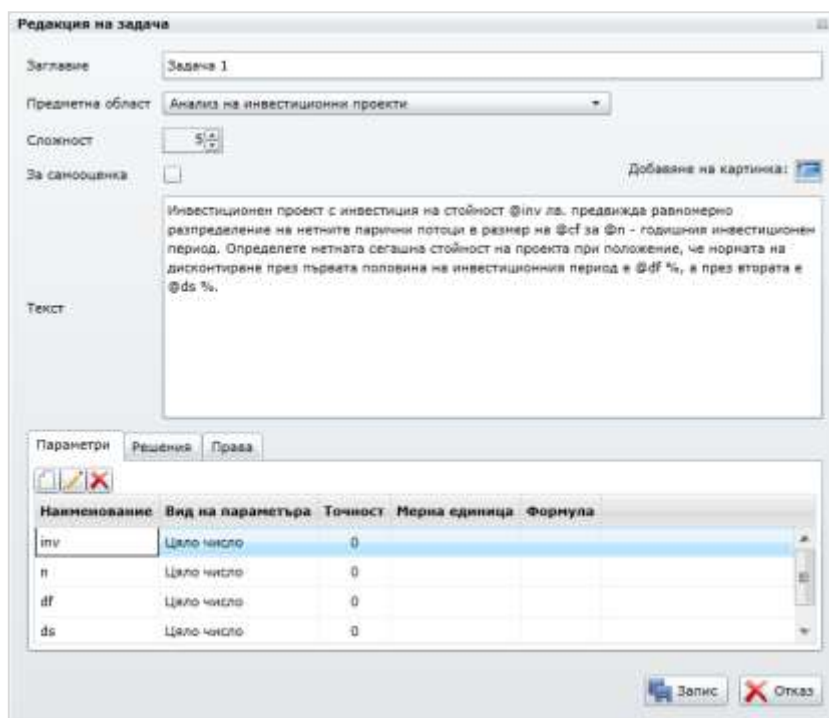 Редакция на задача
Заглавие Задача 1
Предметна област Анализ на инвестиционни проекти
Сложност 5
За самооценка Добавяне на картинка:
Инвестиционен проект с инвестиция на стойност @inv лв. предвижда равномерно
разпределение на нетните парични потоци в размер на @cf за @n - годишния инвестиционен
период. Определете нетната сегашна стойност на проекта при положение, че нормата на
дисконтиране през първата половина на инвестиционния период е @df %, а през втората е
@ds %.
Текст
Параметри Решения Права
Наименование Вид на параметъра Точност Мерна единица Формула
inv Цяло число 0
n Цяло число 0
df Цяло число 0
ds Цяло число 0
Запис Отказ